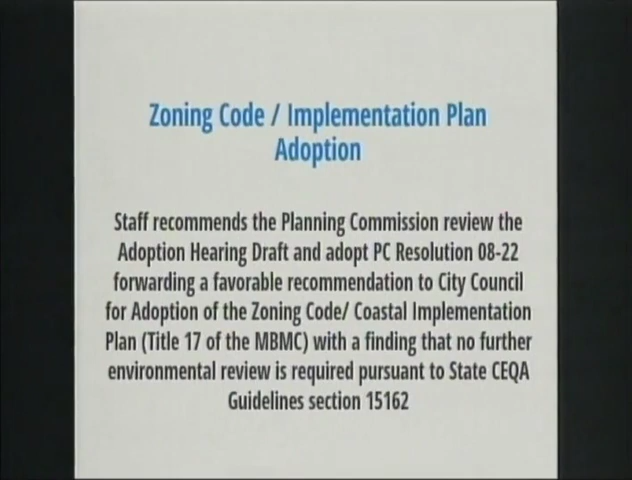 Zoning Code / Implementation Plan
Adoption
Staff recommends the Planning Commission review the
Adoption Hearing Draft and adopt PC Resolution 08-22
forwarding a favorable recommendation to City Council
for Adoption of the Zoning Code/ Coastal Implementation
Plan (Title 17 of the MBMC) with a finding that no further
environmental review is required pursuant to State CEQA
Guidelines section 15162